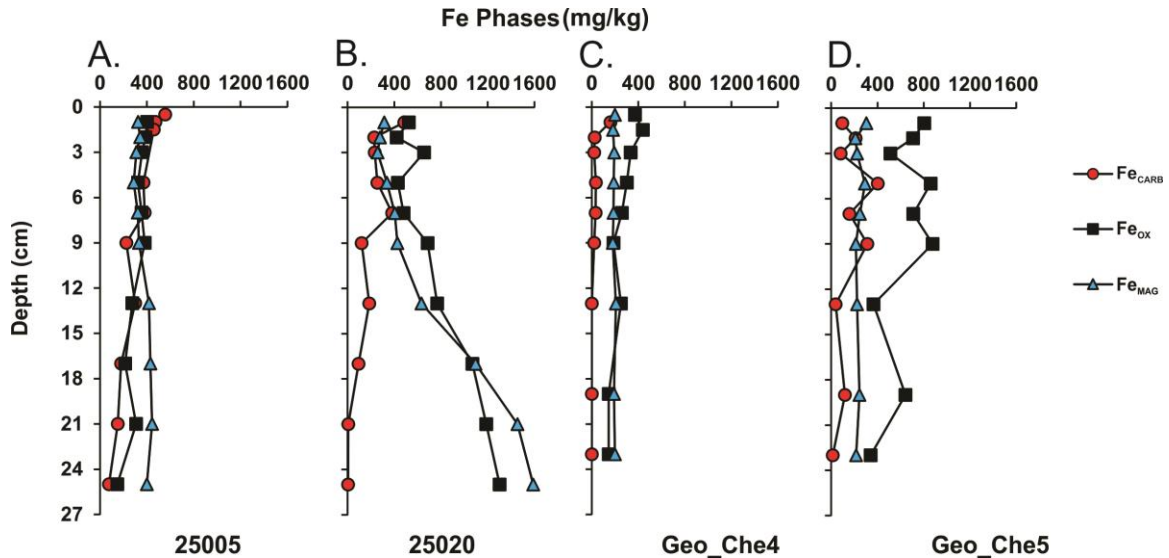 Fe Phases (mg/kg)
A. B. C. D.
0 400 800 1200 1600 0 400 800 1200 1600 0 400 800 1200 1600 0 400 800 1200 1600
0
3
6
9
12
15
18
21
24
27
Depth (cm)
FeCARB
FeOX
FeMAG
25005 25020 Geo_Che4 Geo_Che5